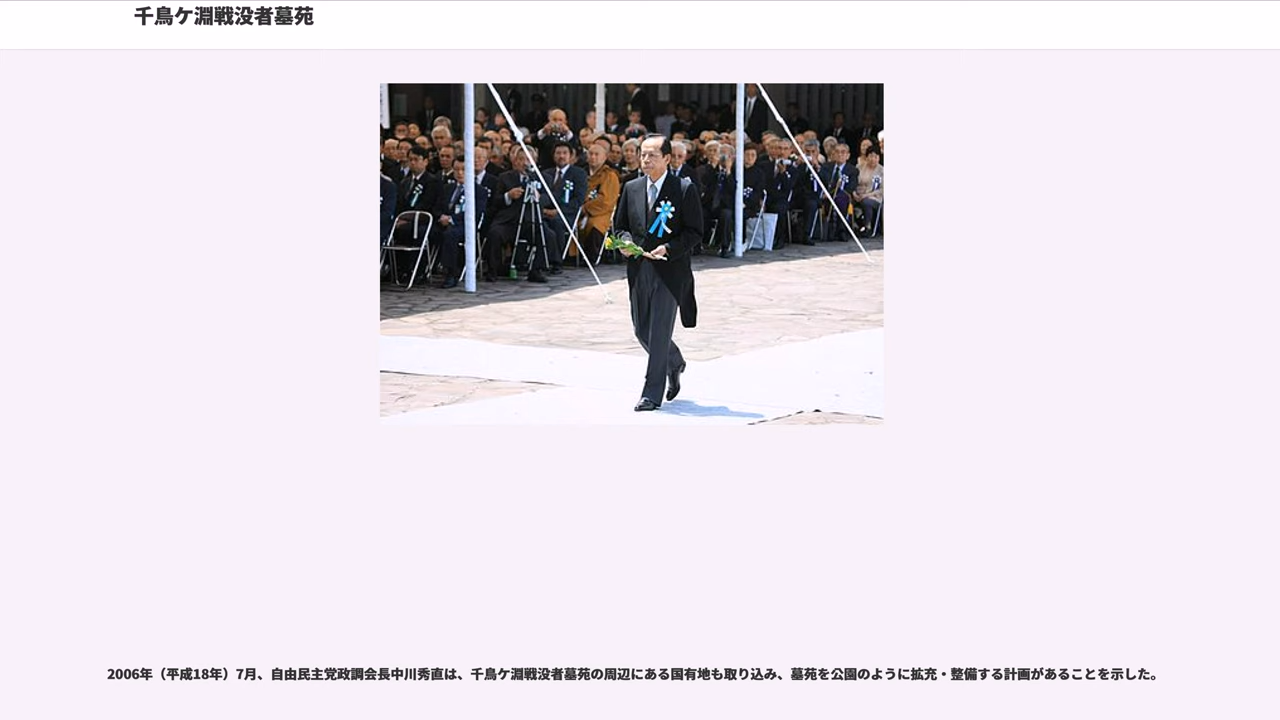 千鳥ケ淵戦没者墓苑
2006年（平成18年）7月、自由民主党政調会長中川秀直は、千鳥ケ淵戦没者墓苑の周辺にある国有地も取り込み、墓苑を公園のように拡充・整備する計画があることを示した。